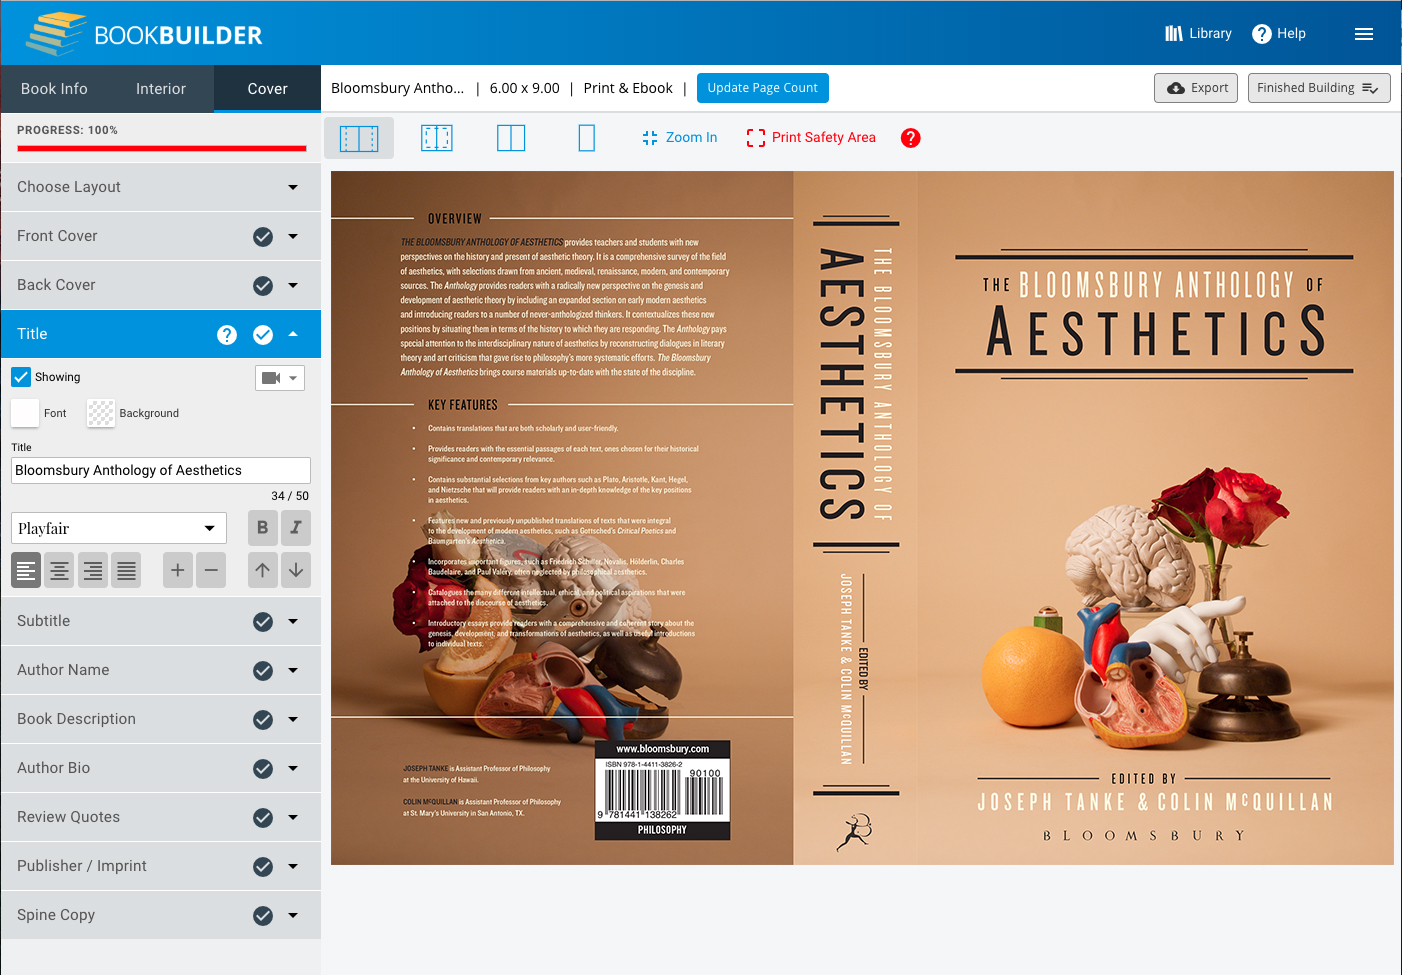 BOOKBUILDER
Library
Help
Book Info
Interior
Cover
Bloomsbury Antho... | 6.00 x 9.00 | Print & Ebook |
Update Page Count
Export
Finished Building
PROGRESS: 100%
Zoom In
Print Safety Area
Choose Layout
Front Cover
Back Cover
Title
Showing
Font
Background
Title
Bloomsbury Anthology of Aesthetics
34 / 50
Playfair
B
I
Subtitle
Author Name
Book Description
Author Bio
Review Quotes
Publisher / Imprint
Spine Copy
OVERVIEW
THE BLOOMSBURY ANTHOLOGY OF AESTHETICS provides teachers and students with new
perspectives on the history and present of aesthetic theory. It is a comprehensive survey of the field
of aesthetics, with selections drawn from ancient, medieval, renaissance, modern, and contemporary
sources. The Anthology provides readers with a radically new perspective on the genesis and
development of aesthetic theory by including an expanded section on early modern aesthetics
and introducing readers to a number of never-anthologized thinkers. It contextualizes these new
positions by situating them in terms of the history to which they are responding. The Anthology pays
special attention to the interdisciplinary nature of aesthetics by reconstructing dialogues in literary
theory and art criticism that gave rise to philosophy's more systematic efforts. The Bloomsbury
Anthology of Aesthetics brings course materials up-to-date with the state of the discipline.
KEY FEATURES
• Contains translations that are both scholarly and user-friendly.
• Provides readers with the essential passages of each text, ones chosen for their historical
significance and contemporary relevance.
• Contains substantial selections from key authors such as Plato, Aristotle, Kant, Hegel,
and Nietzsche that will provide readers with an in-depth knowledge of the key positions
in aesthetics.
• Features new and previously unpublished translations of texts that were integral
to the development of modern aesthetics, such as Gottsched's Critical Poetics and
Baumgarten's Aesthetica.
• Incorporates important figures, such as Friedrich Schiller, Novalis, Hölderlin, Charles
Baudelaire, and Paul Valéry, often neglected by philosophical aesthetics.
• Catalogues the many different intellectual, ethical, and political aspirations that were
attached to the discourse of aesthetics.
• Introductory essays provide readers with a comprehensive and coherent story about the
genesis, development, and transformations of aesthetics, as well as useful introductions
to individual texts.
JOSEPH TANKE is Assistant Professor of Philosophy
at the University of Hawaii.
COLIN McQUILLAN is Assistant Professor of Philosophy
at St. Mary's University in San Antonio, TX.
www.bloomsbury.com
ISBN 978-1-4411-3826-2
90100
9 781441 138262
PHILOSOPHY
THE BLOOMSBURY ANTHOLOGY OF
AESTHETICS
EDITED BY
JOSEPH TANKE & COLIN McQUILLAN
THE BLOOMSBURY ANTHOLOGY OF
AESTHETICS
EDITED BY
JOSEPH TANKE & COLIN McQUILLAN
BLOOMSBURY